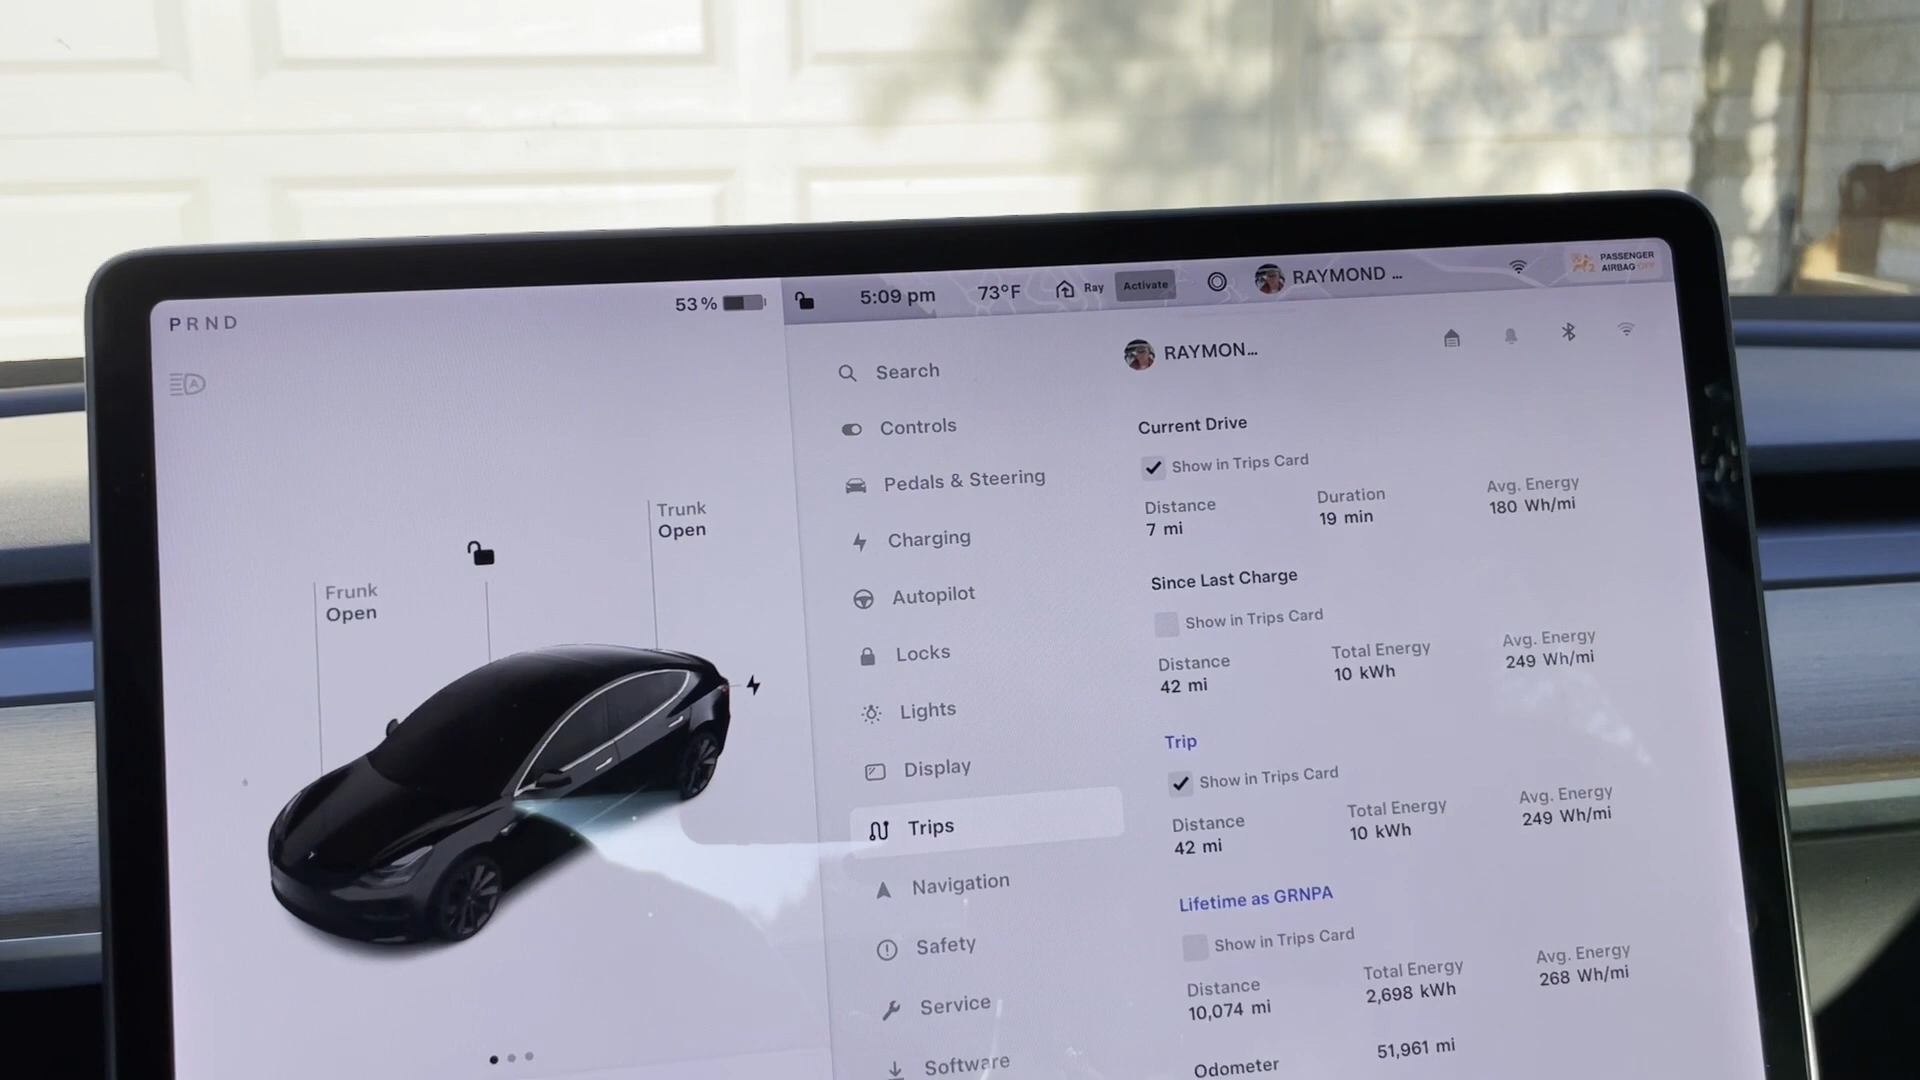 PRND
53 %
5:09 pm
73°F
Ray
Activate
RAYMOND ...
PASSENGER
AIRBAG OFF
Frunk
Open
Trunk
Open
Search
Controls
Pedals & Steering
Charging
Autopilot
Locks
Lights
Display
Trips
Navigation
Safety
Service
Software
RAYMON...
Current Drive
Show in Trips Card
Distance
7 mi
Duration
19 min
Avg. Energy
180 Wh/mi
Since Last Charge
Show in Trips Card
Distance
42 mi
Total Energy
10 kWh
Avg. Energy
249 Wh/mi
Trip
Show in Trips Card
Distance
42 mi
Total Energy
10 kWh
Avg. Energy
249 Wh/mi
Lifetime as GRNPA
Show in Trips Card
Distance
10,074 mi
Total Energy
2,698 kWh
Avg. Energy
268 Wh/mi
Odometer
51,961 mi